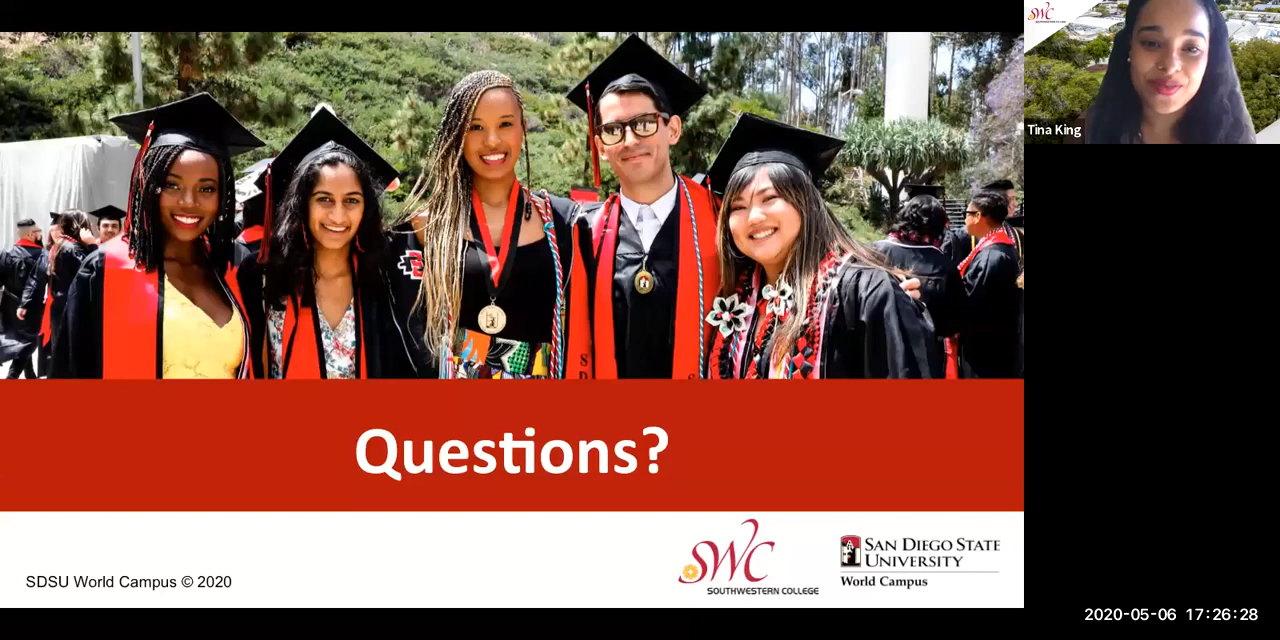 SWC
Tina King
Questions?
SDSU World Campus © 2020
SWC
SOUTHWESTERN COLLEGE
SAN DIEGO STATE
UNIVERSITY
World Campus
2020-05-06 17:26:28